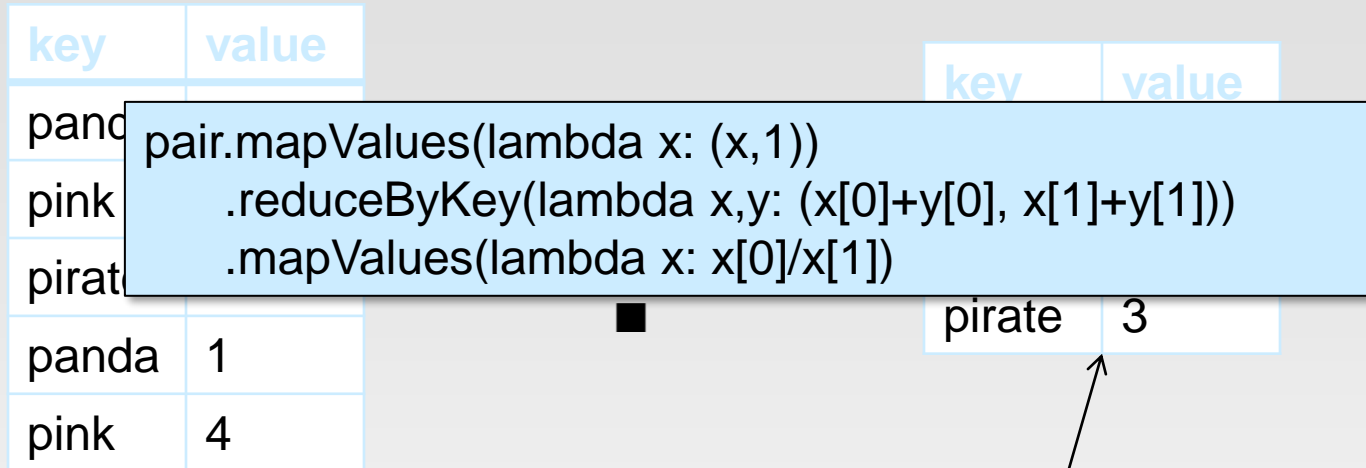 key value
key value
pair.mapValues(lambda x: (x,1))
.reduceByKey(lambda x,y: (x[0]+y[0], x[1]+y[1]))
.mapValues(lambda x: x[0]/x[1])
pink
pirate 3
panda 1
pink 4